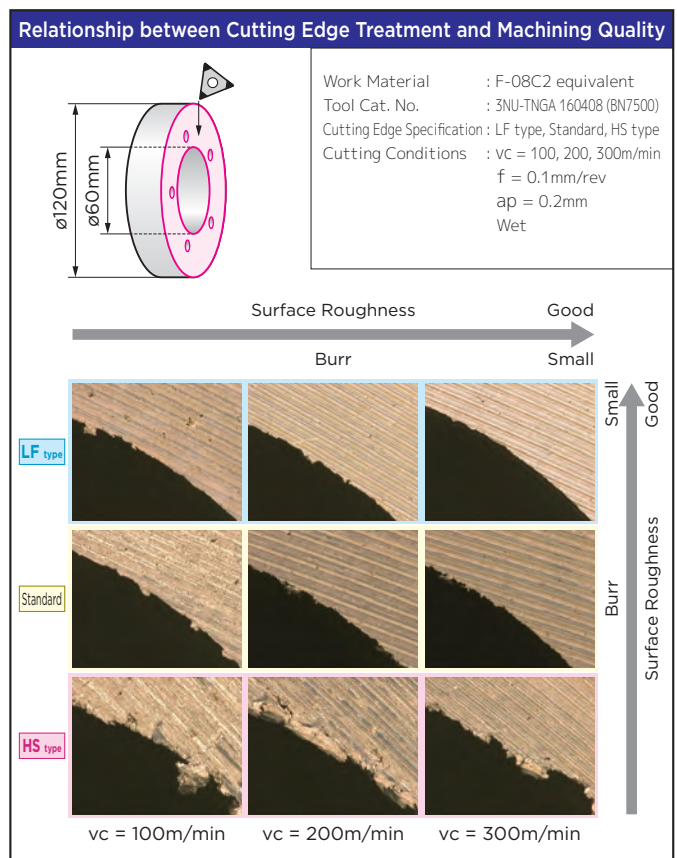 Relationship between Cutting Edge Treatment and Machining Quality
ø120mm
ø60mm
Work Material : F-08C2 equivalent
Tool Cat. No. : 3NU-TNGA 160408 (BN7500)
Cutting Edge Specification : LF type, Standard, HS type
Cutting Conditions : vc = 100, 200, 300m/min
f = 0.1mm/rev
ap = 0.2mm
Wet
Surface Roughness Good
Burr Small
LF type
Standard
HS type
Burr Small
Surface Roughness Good
vc = 100m/min vc = 200m/min vc = 300m/min